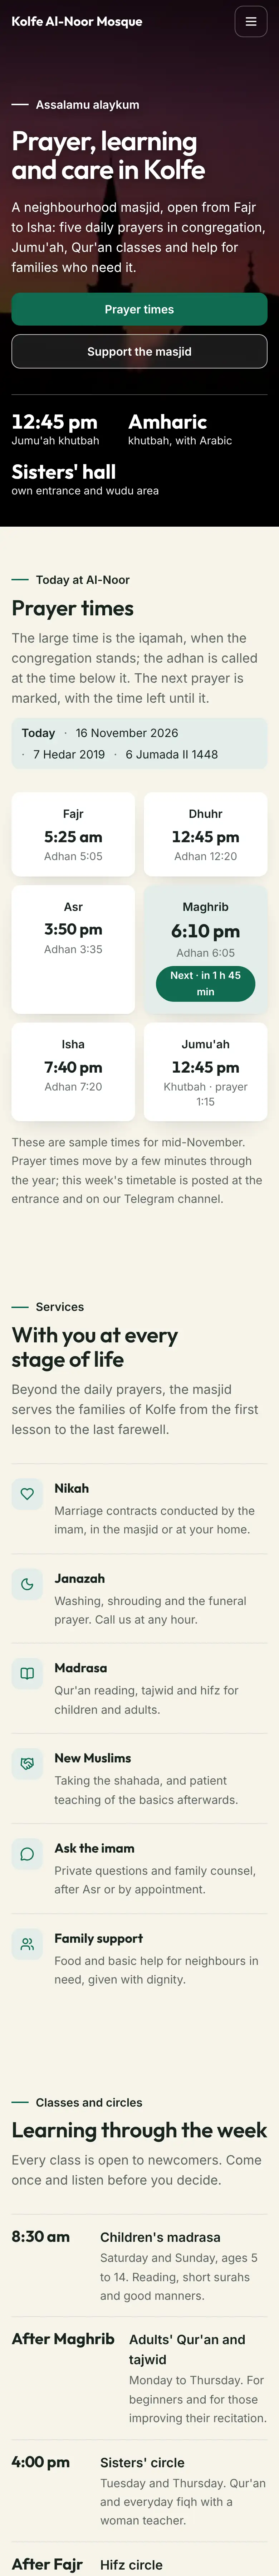 Kolfe Al-Noor Mosque
Assalamu alaykum
Prayer, learning
and care in Kolfe
A neighbourhood masjid, open from Fajr
to Isha: five daily prayers in congregation,
Jumu'ah, Qur'an classes and help for
families who need it.
Prayer times
Support the masjid
12:45 pm
Jumu'ah khutbah
Amharic
khutbah, with Arabic
Sisters' hall
own entrance and wudu area
Today at Al-Noor
Prayer times
The large time is the iqamah, when the
congregation stands; the adhan is called
at the time below it. The next prayer is
marked, with the time left until it.
Today · 16 November 2026
· 7 Hedar 2019 · 6 Jumada II 1448
Fajr
5:25 am
Adhan 5:05
Dhuhr
12:45 pm
Adhan 12:20
Asr
3:50 pm
Adhan 3:35
Maghrib
6:10 pm
Adhan 6:05
Next · in 1 h 45
min
Isha
7:40 pm
Adhan 7:20
Jumu'ah
12:45 pm
Khutbah · prayer
1:15
These are sample times for mid-November.
Prayer times move by a few minutes through
the year; this week's timetable is posted at the
entrance and on our Telegram channel.
Services
With you at every
stage of life
Beyond the daily prayers, the masjid
serves the families of Kolfe from the first
lesson to the last farewell.
Nikah
Marriage contracts conducted by the
imam, in the masjid or at your home.
Janazah
Washing, shrouding and the funeral
prayer. Call us at any hour.
Madrasa
Qur'an reading, tajwid and hifz for
children and adults.
New Muslims
Taking the shahada, and patient
teaching of the basics afterwards.
Ask the imam
Private questions and family counsel,
after Asr or by appointment.
Family support
Food and basic help for neighbours in
need, given with dignity.
Classes and circles
Learning through the week
Every class is open to newcomers. Come
once and listen before you decide.
8:30 am
Children's madrasa
Saturday and Sunday, ages 5
to 14. Reading, short surahs
and good manners.
After Maghrib
Adults' Qur'an and
tajwid
Monday to Thursday. For
beginners and for those
improving their recitation.
4:00 pm
Sisters' circle
Tuesday and Thursday. Qur'an
and everyday fiqh with a
woman teacher.
After Fajr
Hifz circle